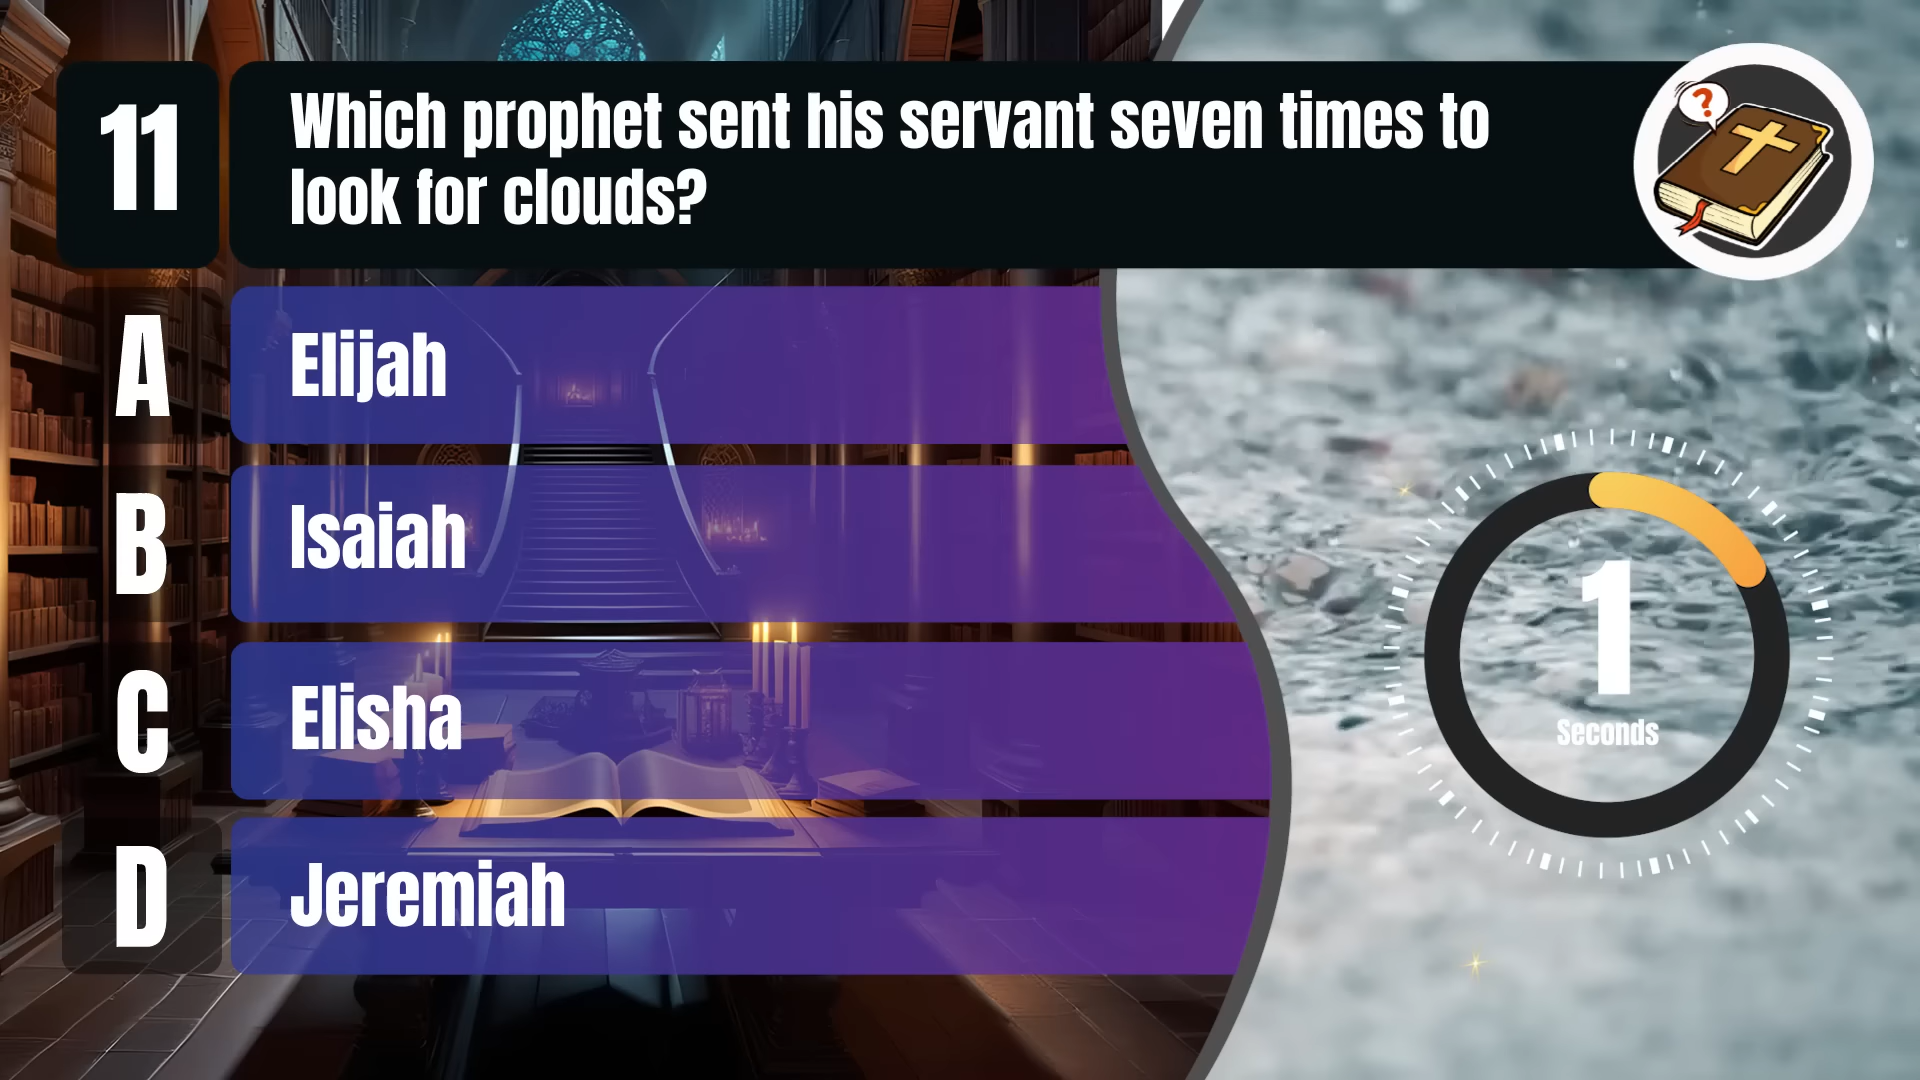 11
Which prophet sent his servant seven times to
look for clouds?
?
A
Elijah
B
Isaiah
C
Elisha
D
Jeremiah
1
Seconds